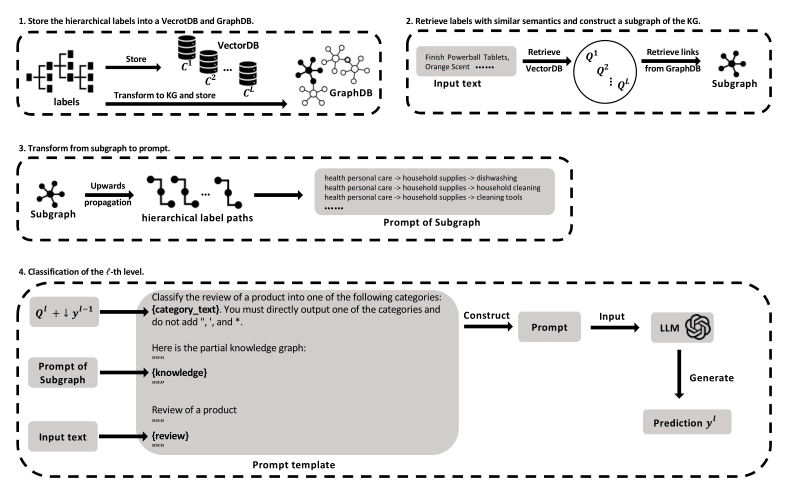 1. Store the hierarchical labels into a VecrotDB and GraphDB.
Store
VectorDB
C^1
C^2
...
C^L
labels
Transform to KG and store
GraphDB
2. Retrieve labels with similar semantics and construct a subgraph of the KG.
Finish Powerball Tablets,
Orange Scent ……
Input text
Retrieve
VectorDB
Q^1
Q^2
⋮ Q^L
Retrieve links
from GraphDB
Subgraph
3. Transform from subgraph to prompt.
Subgraph
Upwards
propagation
...
hierarchical label paths
health personal care -> household supplies -> dishwashing
health personal care -> household supplies -> household cleaning
health personal care -> household supplies -> cleaning tools
……
Prompt of Subgraph
4. Classification of the ℓ-th level.
Q^l + ↓ y^{l−1}
Prompt of
Subgraph
Input text
Classify the review of a product into one of the following categories:
{category_text}. You must directly output one of the categories and
do not add ", ', and *.
Here is the partial knowledge graph:
"""
{knowledge}
"""
Review of a product
"""
{review}
"""
Prompt template
Construct
Prompt
Input
LLM
Generate
Prediction y^l